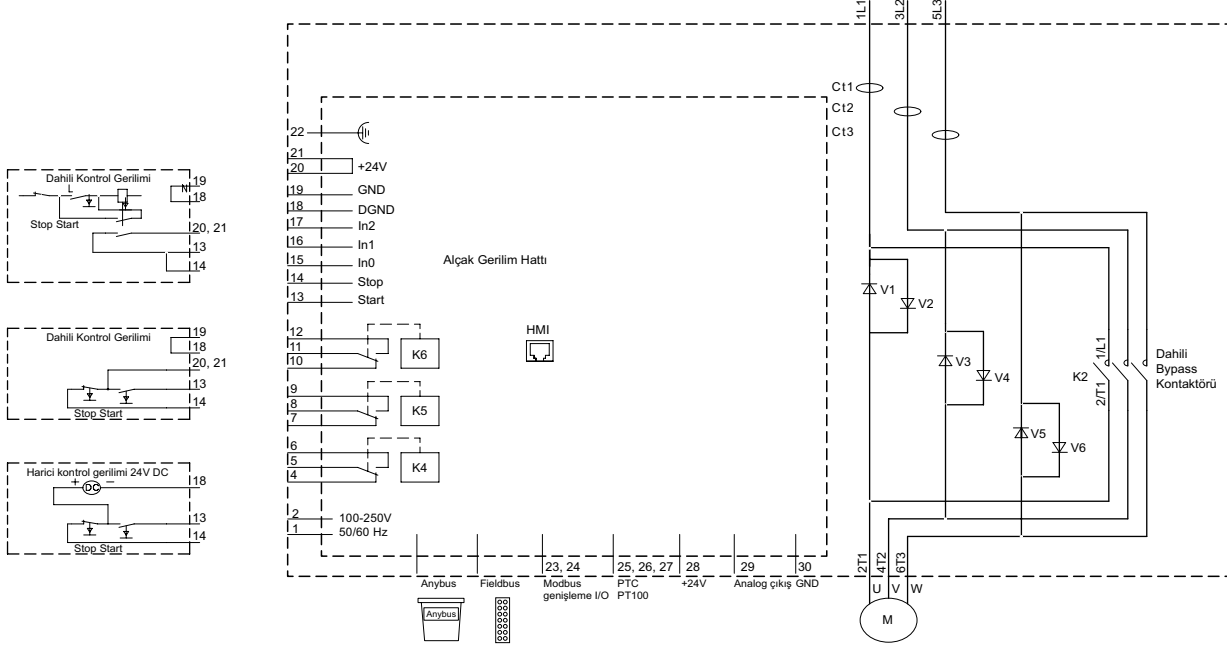 1L1
3L2
5L3
Ct1
Ct2
Ct3
22
21
20
+24V
19
GND
18
DGND
17
In2
16
In1
15
In0
14
Stop
13
Start
12
11
10
K6
9
8
7
K5
6
5
4
K4
2
100-250V
1
50/60 Hz
Alçak Gerilim Hattı
HMI
Dahili Kontrol Gerilimi
L
N
Stop Start
19
18
20, 21
13
14
Dahili Kontrol Gerilimi
Stop Start
19
18
20, 21
13
14
Harici kontrol gerilimi 24V DC
+
DC
−
Stop Start
18
13
14
Anybus
Anybus
Fieldbus
23, 24
Modbus
genişleme I/O
25, 26, 27
PTC
PT100
28
+24V
29
Analog çıkış
30
GND
V1
V2
V3
V4
V5
V6
K2
1/L1
2/T1
Dahili
Bypass
Kontaktörü
2T1
4T2
6T3
U
V
W
M